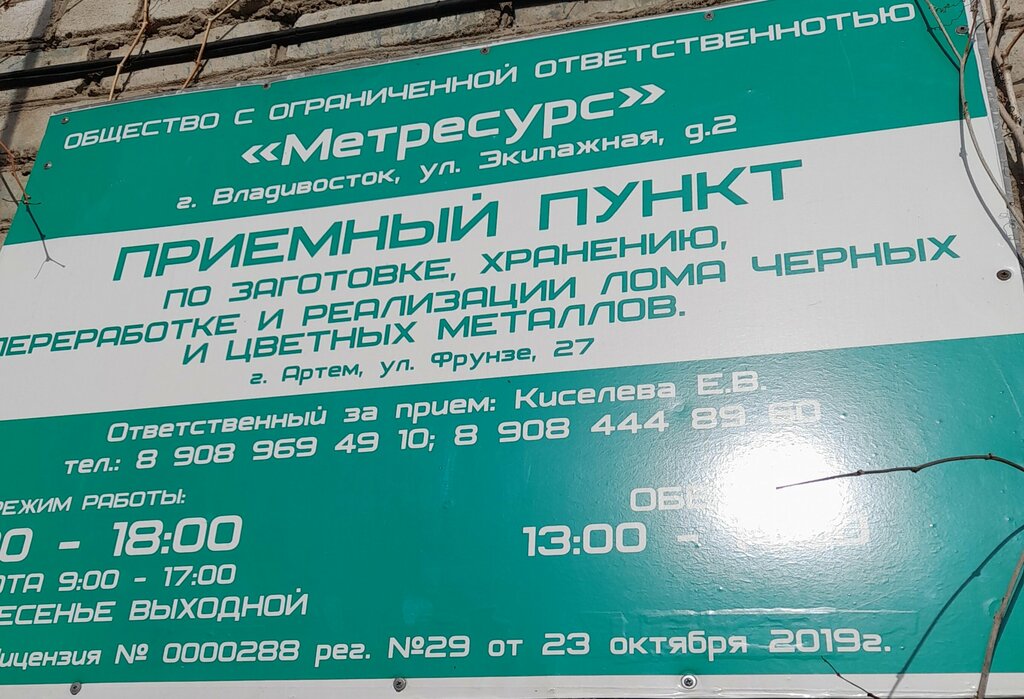 ОБЩЕСТВО С ОГРАНИЧЕННОЙ ОТВЕТСТВЕННОТЬЮ
«Метресурс»
г. Владивосток, ул. Экипажная, д.2
ПРИЕМНЫЙ ПУНКТ
ПО ЗАГОТОВКЕ, ХРАНЕНИЮ,
ПЕРЕРАБОТКЕ И РЕАЛИЗАЦИИ ЛОМА ЧЕРНЫХ
И ЦВЕТНЫХ МЕТАЛЛОВ.
г. Артем, ул. Фрунзе, 27
Ответственный за прием: Киселева Е.В.
тел.: 8 908 969 49 10; 8 908 444 89 60
РЕЖИМ РАБОТЫ:
- 18:00
13:00 -
9:00 - 17:00
ВЫХОДНОЙ
Лицензия № 0000288 рег. №29 от 23 октября 2019г.